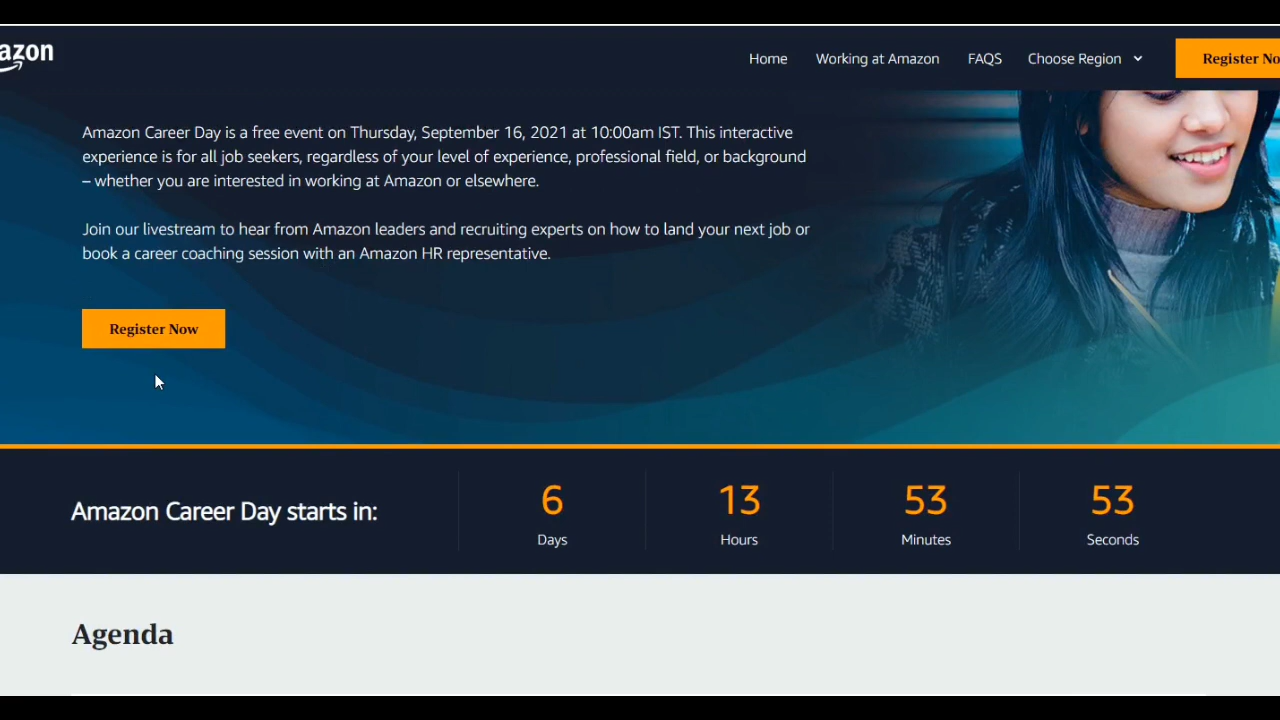 azon
Home
Working at Amazon
FAQS
Choose Region
Register No
Amazon Career Day is a free event on Thursday, September 16, 2021 at 10:00am IST. This interactive
experience is for all job seekers, regardless of your level of experience, professional field, or background
– whether you are interested in working at Amazon or elsewhere.
Join our livestream to hear from Amazon leaders and recruiting experts on how to land your next job or
book a career coaching session with an Amazon HR representative.
Register Now
Amazon Career Day starts in:
6
Days
13
Hours
53
Minutes
53
Seconds
Agenda